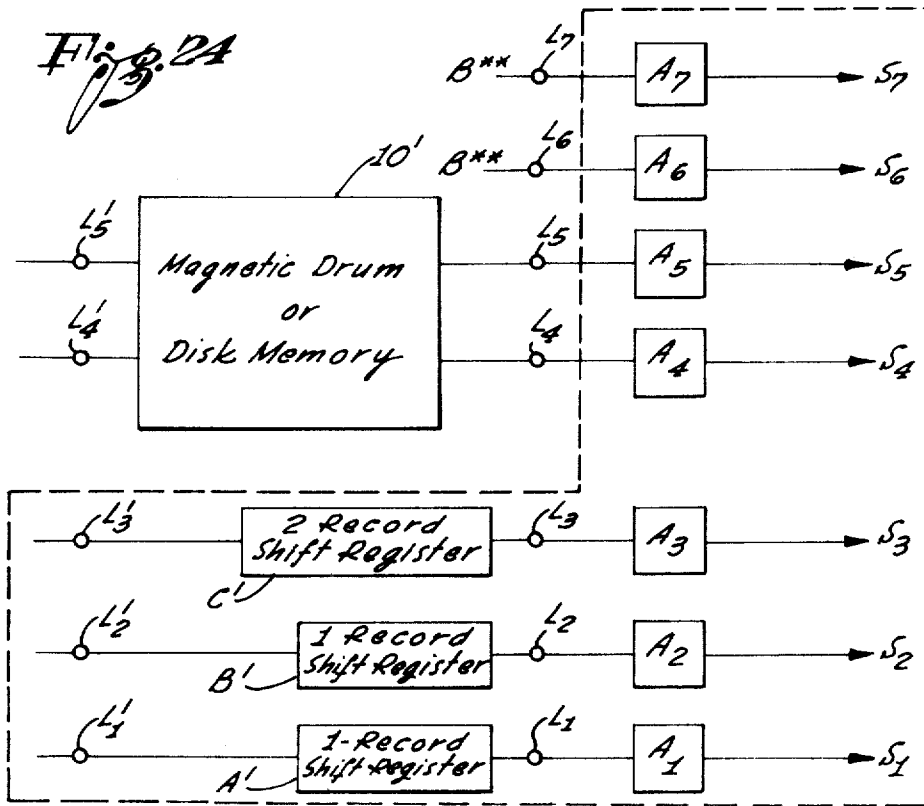 Fig. 24
B** L7 A7 S7
B** L6 A6 S6
10'
L5' L5 A5 S5
Magnetic Drum
or
Disk Memory
L4' L4 A4 S4
L3' 2 Record
Shift Register L3 A3 S3
C'
L2' 1 Record
Shift Register L2 A2 S2
B'
L1' 1-Record
Shift Register L1 A1 S1
A'